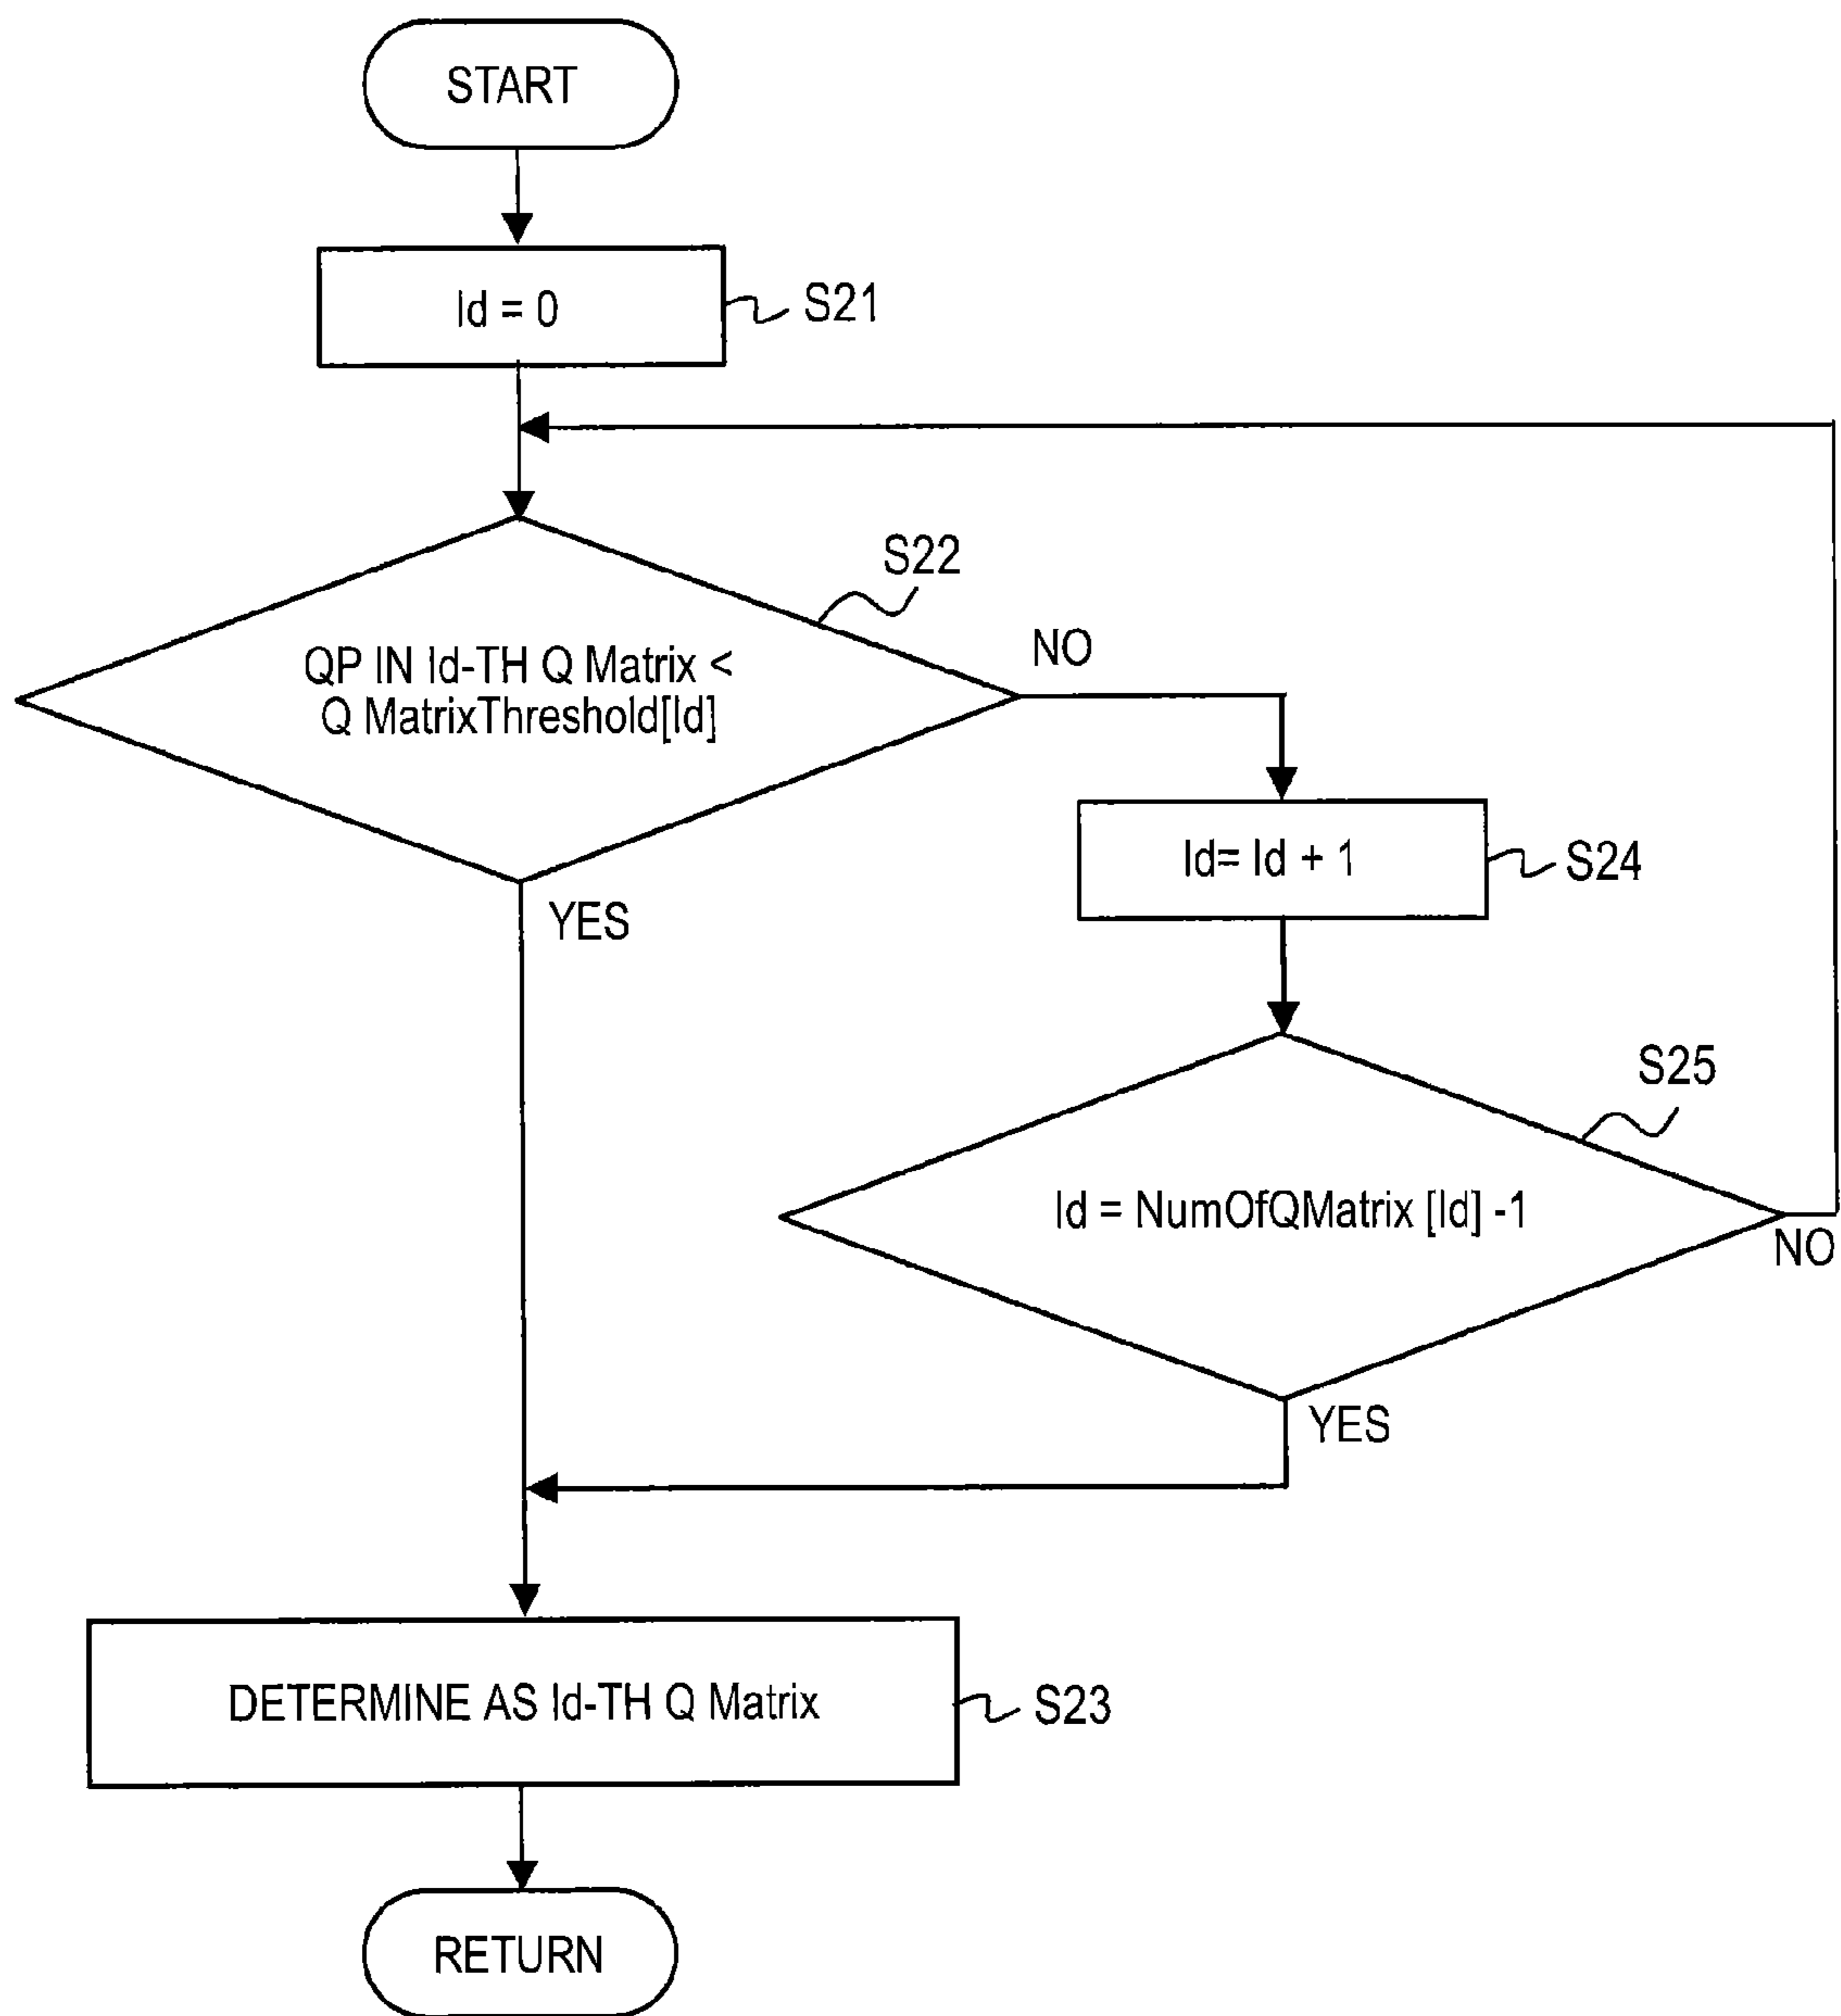 START
Id = 0
S21
S22
QP IN Id-TH Q Matrix <
Q MatrixThreshold[Id]
NO
YES
Id= Id + 1
S24
S25
Id = NumOfQMatrix [Id] -1
NO
YES
DETERMINE AS Id-TH Q Matrix
S23
RETURN